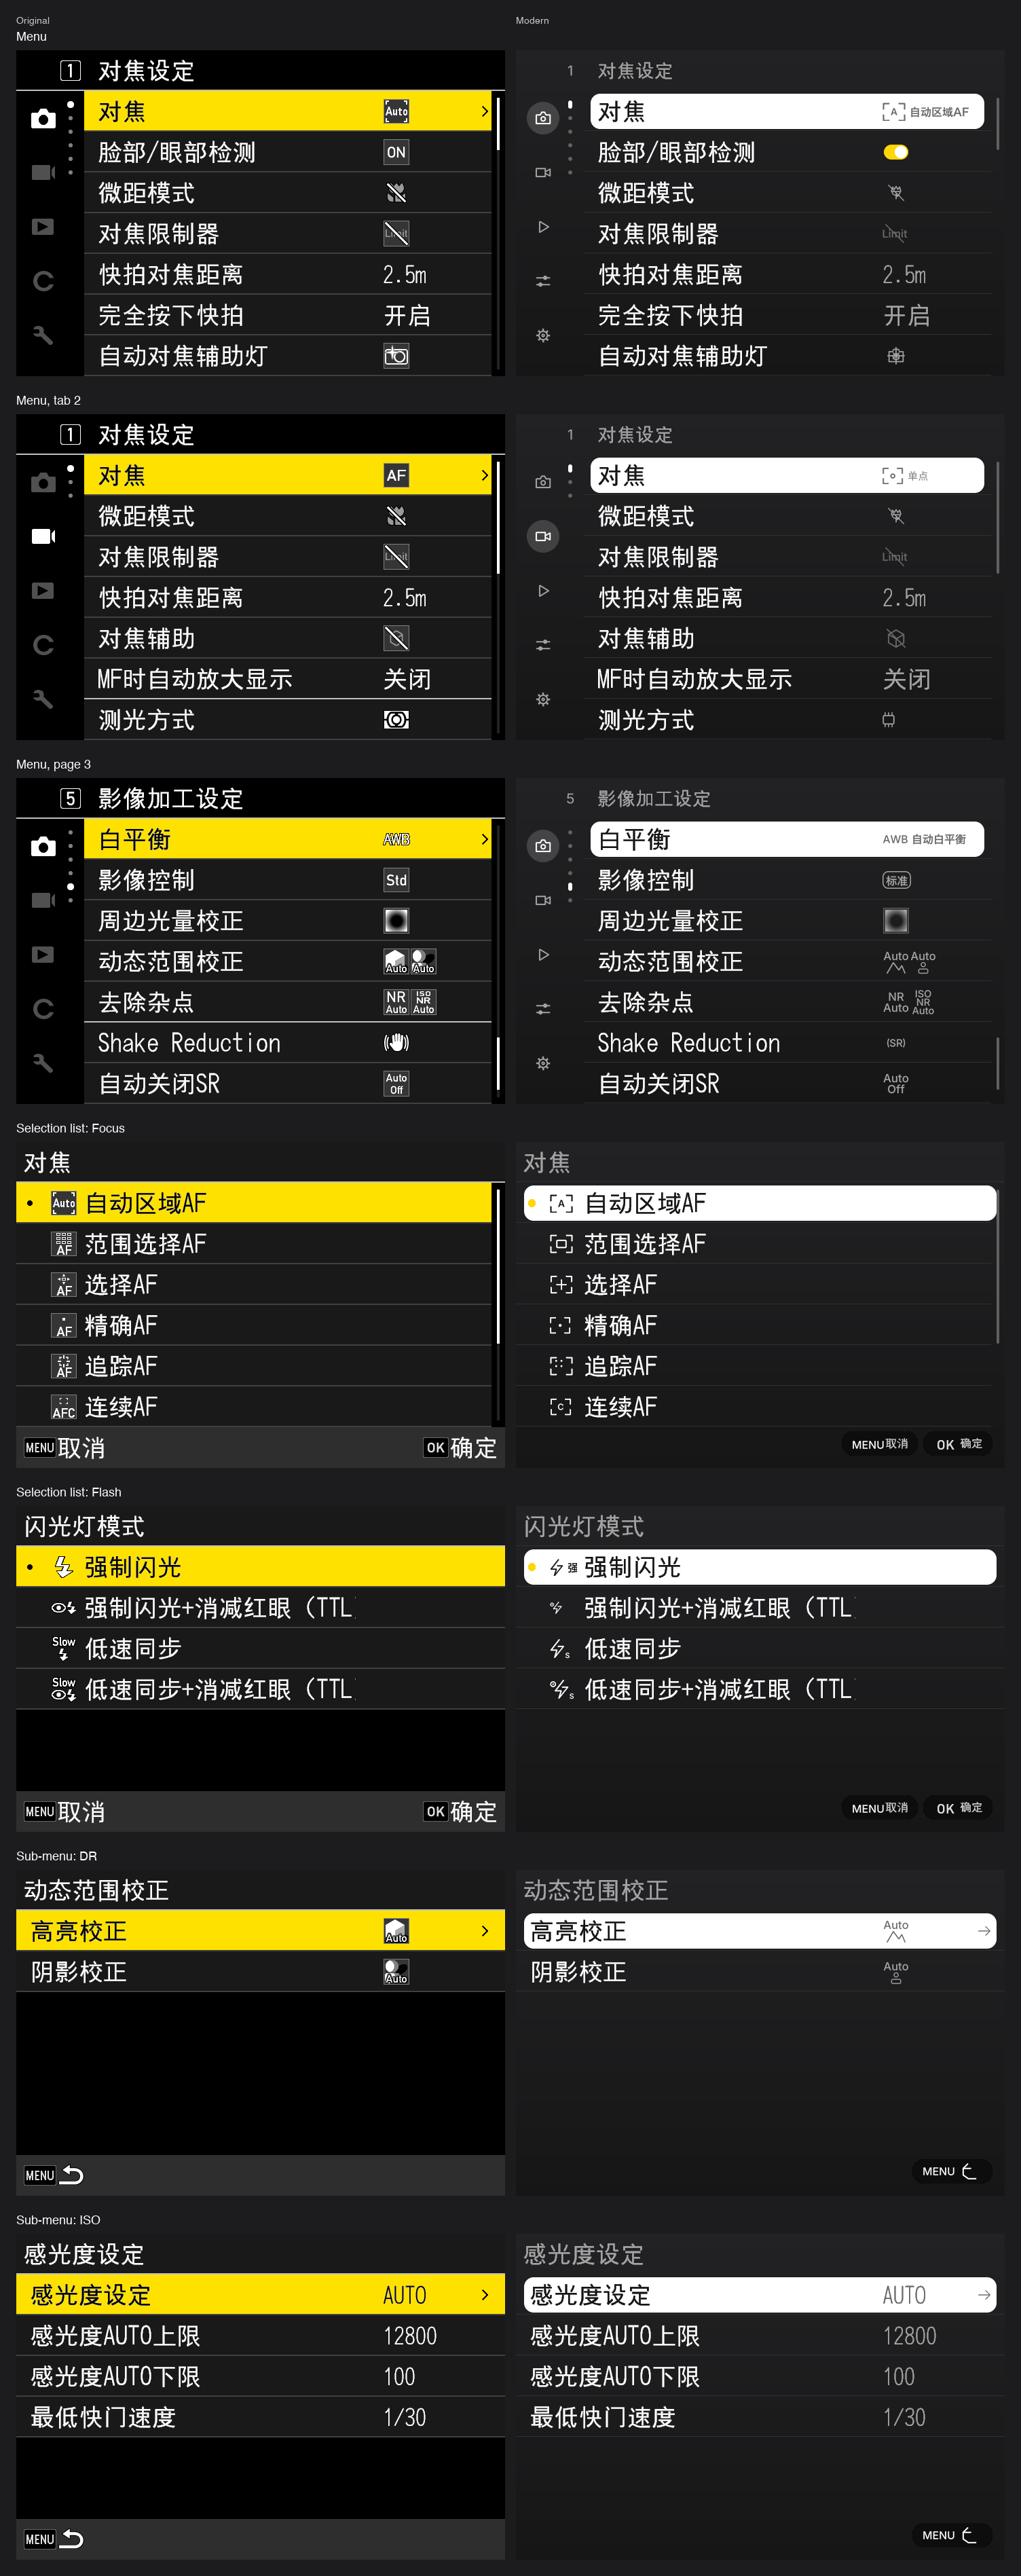 Original
Modern
Menu
1 对焦设定
对焦 Auto
脸部/眼部检测 ON
微距模式
对焦限制器 Limit
快拍对焦距离 2.5m
完全按下快拍 开启
自动对焦辅助灯
1 对焦设定
对焦 A 自动区域AF
脸部/眼部检测
微距模式
对焦限制器 Limit
快拍对焦距离 2.5m
完全按下快拍 开启
自动对焦辅助灯
Menu, tab 2
1 对焦设定
对焦 AF
微距模式
对焦限制器 Limit
快拍对焦距离 2.5m
对焦辅助
MF时自动放大显示 关闭
测光方式
1 对焦设定
对焦 单点
微距模式
对焦限制器 Limit
快拍对焦距离 2.5m
对焦辅助
MF时自动放大显示 关闭
测光方式
Menu, page 3
5 影像加工设定
白平衡 AWB
影像控制 Std
周边光量校正
动态范围校正 Auto Auto
去除杂点 NR Auto ISO NR Auto
Shake Reduction
自动关闭SR Auto Off
5 影像加工设定
白平衡 AWB 自动白平衡
影像控制 标准
周边光量校正
动态范围校正 Auto Auto
去除杂点 NR Auto ISO NR Auto
Shake Reduction (SR)
自动关闭SR Auto Off
Selection list: Focus
对焦
Auto 自动区域AF
AF 范围选择AF
AF 选择AF
AF 精确AF
AF 追踪AF
AFC 连续AF
MENU 取消 OK 确定
对焦
A 自动区域AF
范围选择AF
选择AF
精确AF
追踪AF
C 连续AF
MENU 取消 OK 确定
Selection list: Flash
闪光灯模式
强制闪光
强制闪光+消减红眼（TTL
Slow 低速同步
Slow 低速同步+消减红眼（TTL
MENU 取消 OK 确定
闪光灯模式
强 强制闪光
强制闪光+消减红眼（TTL
s 低速同步
s 低速同步+消减红眼（TTL
MENU 取消 OK 确定
Sub-menu: DR
动态范围校正
高亮校正 Auto
阴影校正 Auto
MENU
动态范围校正
高亮校正 Auto
阴影校正 Auto
MENU
Sub-menu: ISO
感光度设定
感光度设定 AUTO
感光度AUTO上限 12800
感光度AUTO下限 100
最低快门速度 1/30
MENU
感光度设定
感光度设定 AUTO
感光度AUTO上限 12800
感光度AUTO下限 100
最低快门速度 1/30
MENU